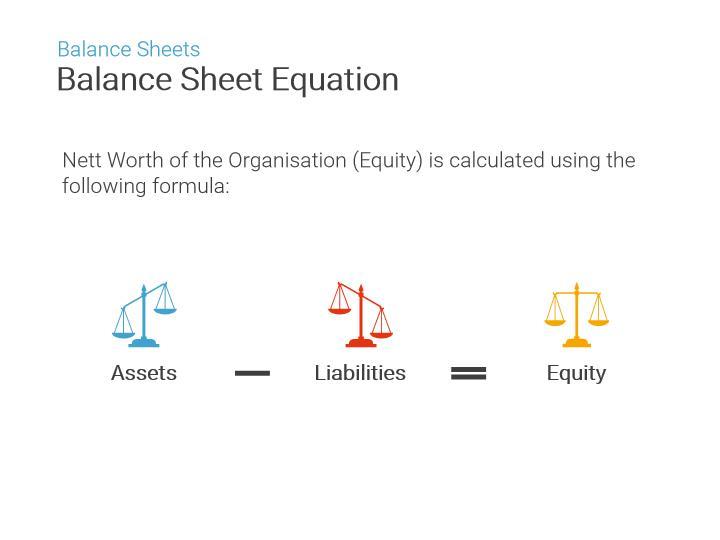 Balance Sheets
Balance Sheet Equation
Nett Worth of the Organisation (Equity) is calculated using the
following formula:
Assets — Liabilities = Equity